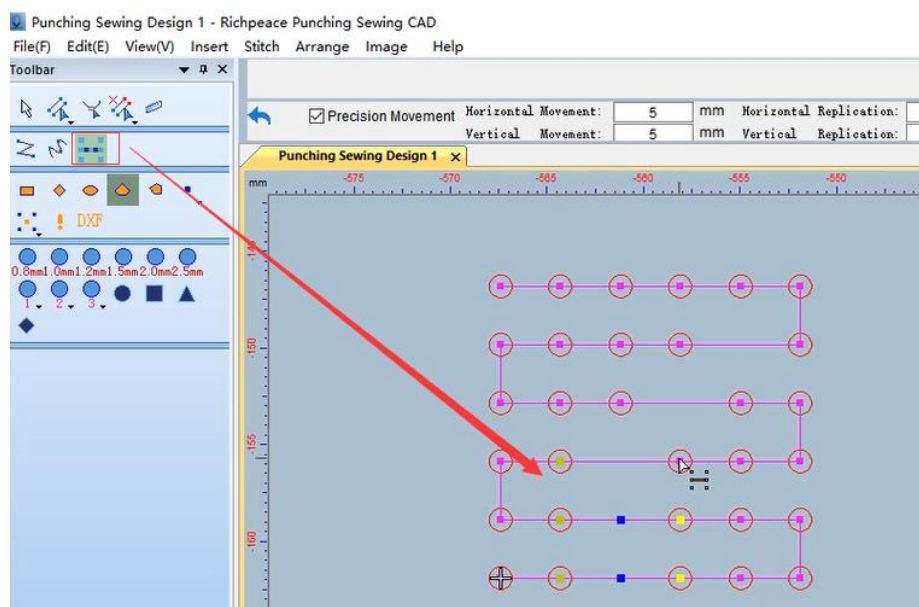 Punching Sewing Design 1 - Richpeace Punching Sewing CAD
File(F) Edit(E) View(V) Insert Stitch Arrange Image Help
Toolbar
Precision Movement Horizontal Movement: 5 mm Horizontal Replication:
Vertical Movement: 5 mm Vertical Replication:
Punching Sewing Design 1 x
mm -575 -570 -565 -560 -555 -550
DXF
0.8mm 1.0mm 1.2mm 1.5mm 2.0mm 2.5mm
1 2 3
-150
-155
-160